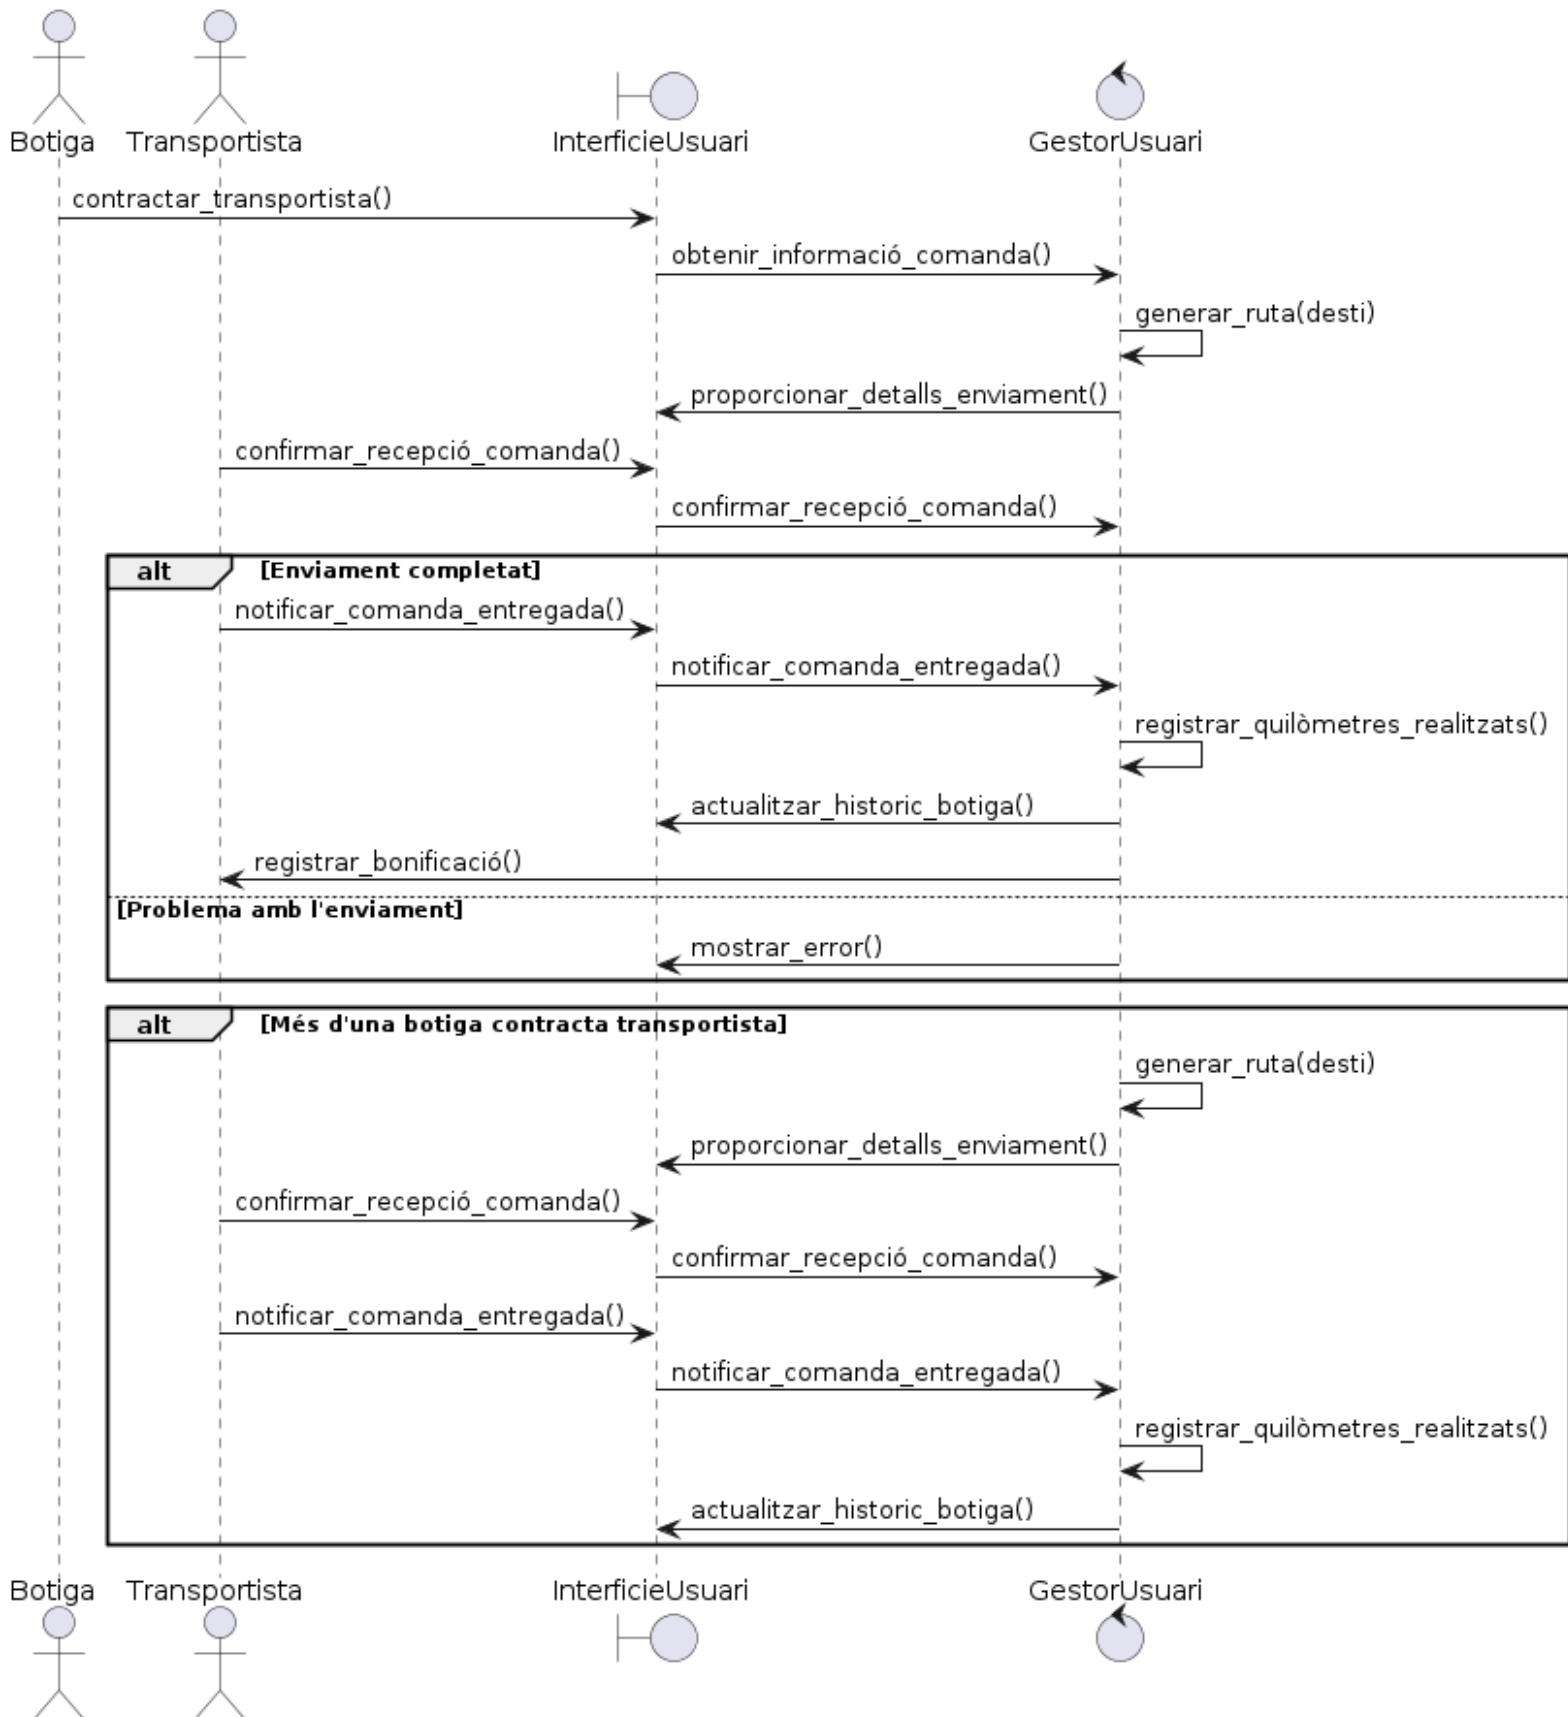 Botiga Transportista InterficieUsuari GestorUsuari
contractar_transportista()
obtenir_informació_comanda()
generar_ruta(desti)
proporcionar_detalls_enviament()
confirmar_recepció_comanda()
confirmar_recepció_comanda()
alt [Enviament completat]
notificar_comanda_entregada()
notificar_comanda_entregada()
registrar_quilòmetres_realitzats()
actualitzar_historic_botiga()
registrar_bonificació()
[Problema amb l'enviament]
mostrar_error()
alt [Més d'una botiga contracta transportista]
generar_ruta(desti)
proporcionar_detalls_enviament()
confirmar_recepció_comanda()
confirmar_recepció_comanda()
notificar_comanda_entregada()
notificar_comanda_entregada()
registrar_quilòmetres_realitzats()
actualitzar_historic_botiga()
Botiga Transportista InterficieUsuari GestorUsuari